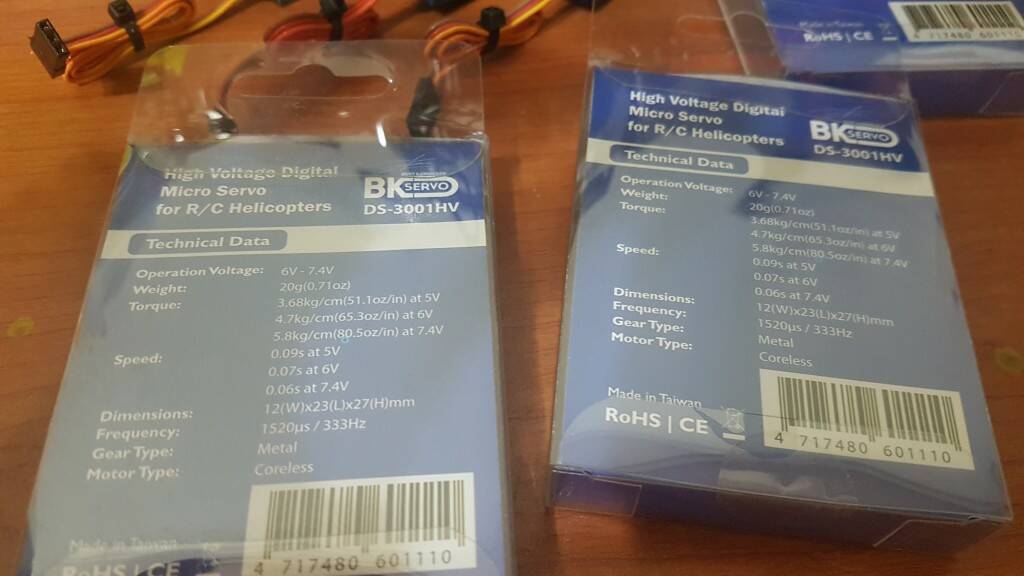 High Voltage Digital
Micro Servo
for R/C Helicopters
BK SERVO
DS-3001HV
Technical Data
Operation Voltage: 6V - 7.4V
Weight: 20g(0.71oz)
Torque: 3.68kg/cm(51.1oz/in) at 5V
4.7kg/cm(65.3oz/in) at 6V
5.8kg/cm(80.5oz/in) at 7.4V
Speed: 0.09s at 5V
0.07s at 6V
0.06s at 7.4V
Dimensions: 12(W)x23(L)x27(H)mm
Frequency: 1520µs / 333Hz
Gear Type: Metal
Motor Type: Coreless
Made in Taiwan
RoHS | CE
4 717480 601110
High Voltage Digital
Micro Servo
for R/C Helicopters
BK SERVO
DS-3001HV
Technical Data
Operation Voltage: 6V - 7.4V
Weight: 20g(0.71oz)
Torque: 3.68kg/cm(51.1oz/in) at 5V
4.7kg/cm(65.3oz/in) at 6V
5.8kg/cm(80.5oz/in) at 7.4V
Speed: 0.09s at 5V
0.07s at 6V
0.06s at 7.4V
Dimensions: 12(W)x23(L)x27(H)mm
Frequency: 1520µs / 333Hz
Gear Type: Metal
Motor Type: Coreless
Made in Taiwan
RoHS | CE
4 717480 601110
Made in Taiwan
RoHS | CE
4 717480